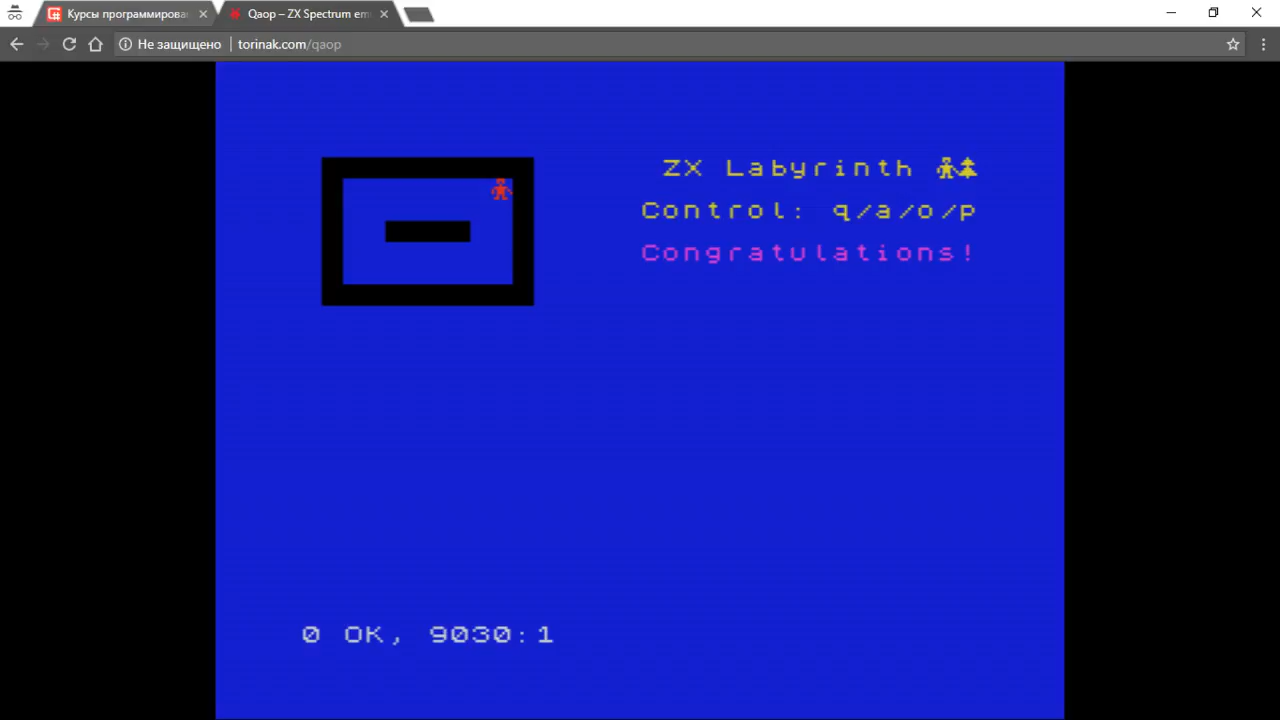 Курсы программирова
Qaop – ZX Spectrum em
Не защищено
torinak.com/qaop
ZX Labyrinth
Control: q/a/o/p
Congratulations!
0 OK, 9030:1